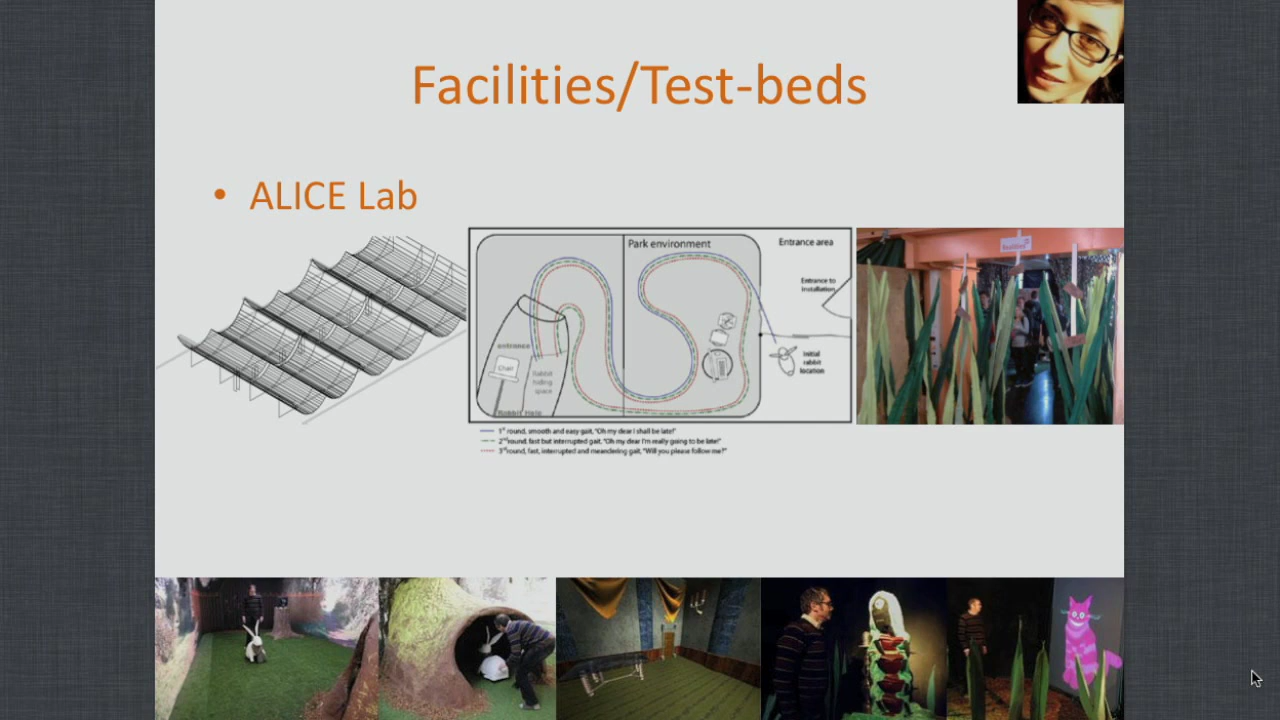 Facilities/Test-beds
• ALICE Lab
Park environment
Entrance area
Entrance to
installation
entrance
Chair
Rabbit
hiding
space
Rabbit Hole
Initial
rabbit
location
1st round, smooth and easy gait, "Oh my dear I shall be late!"
2nd round, fast but interrupted gait, "Oh my dear I'm really going to be late!"
3rd round, fast, interrupted and meandering gait, "Will you please follow me?"